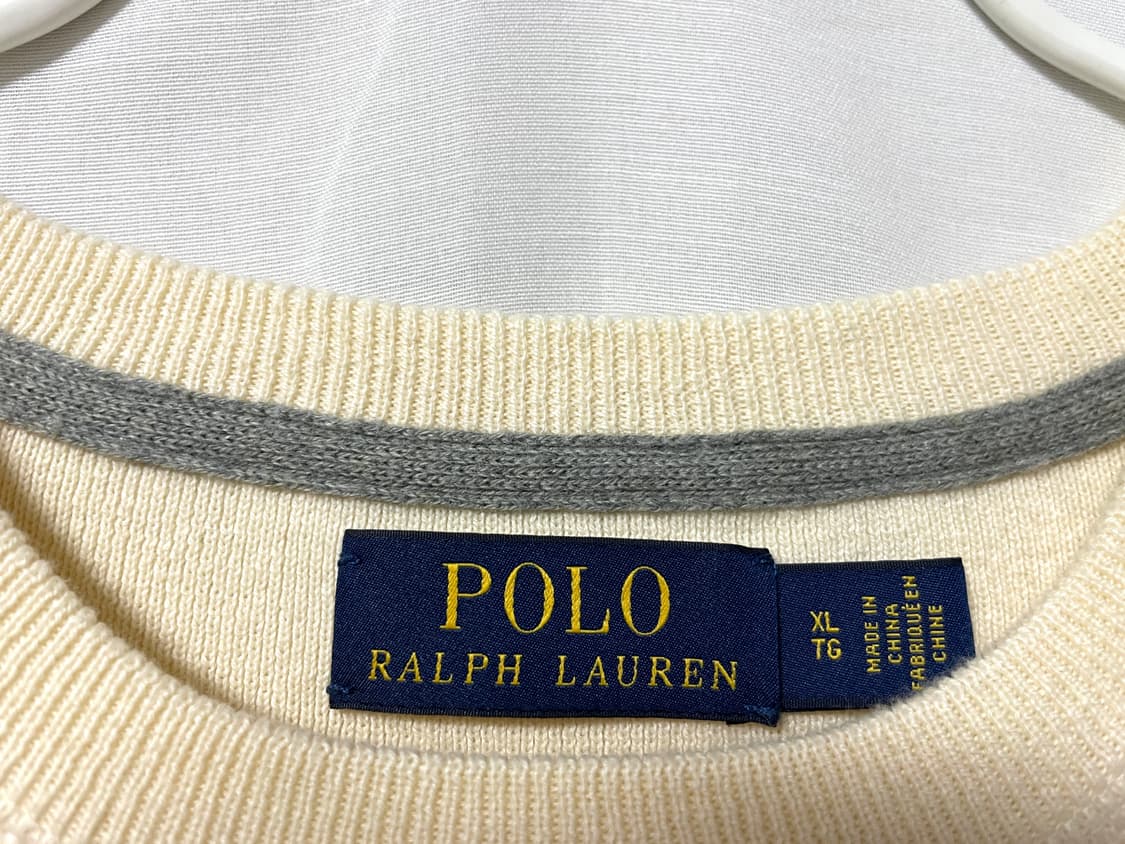 POLO
RALPH LAUREN
XL
TG
MADE IN
CHINA
FABRIQUÉ EN
CHINE